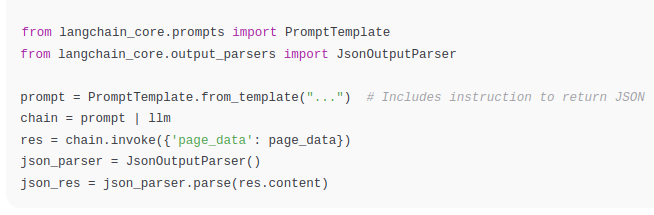 from langchain_core.prompts import PromptTemplate
from langchain_core.output_parsers import JsonOutputParser
prompt = PromptTemplate.from_template("...")  # Includes instruction to return JSON
chain = prompt | llm
res = chain.invoke({'page_data': page_data})
json_parser = JsonOutputParser()
json_res = json_parser.parse(res.content)